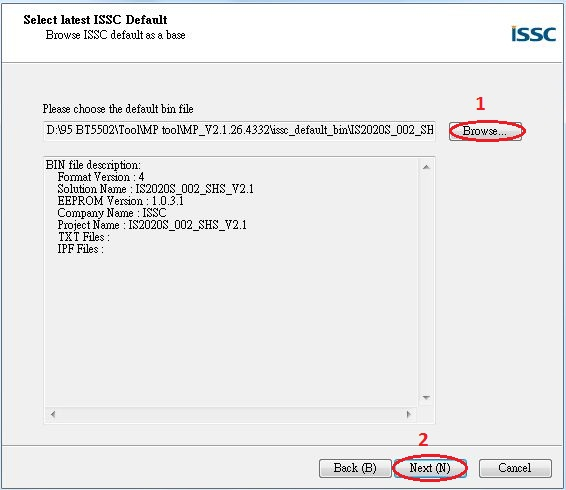 Select latest ISSC Default
Browse ISSC default as a base
ISSC
Please choose the default bin file
1
D:\95 BT5502\Tool\MP tool\MP_V2.1.26.4332\issc_default_bin\IS2020S_002_SH
Browse...
BIN file description:
Format Version : 4
Solution Name : IS2020S_002_SHS_V2.1
EEPROM Version : 1.0.3.1
Company Name : ISSC
Project Name : IS2020S_002_SHS_V2.1
TXT Files :
IPF Files :
2
Back (B)
Next (N)
Cancel